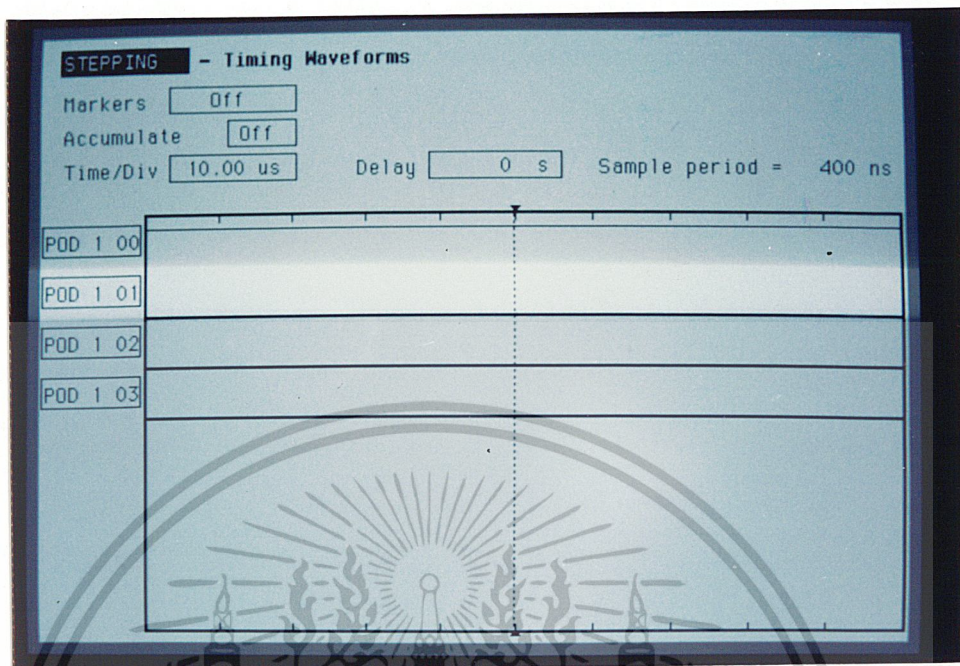 STEPPING - Timing Waveforms
Markers Off
Accumulate Off
Time/Div 10.00 us Delay 0 s Sample period = 400 ns
POD 1 00
POD 1 01
POD 1 02
POD 1 03